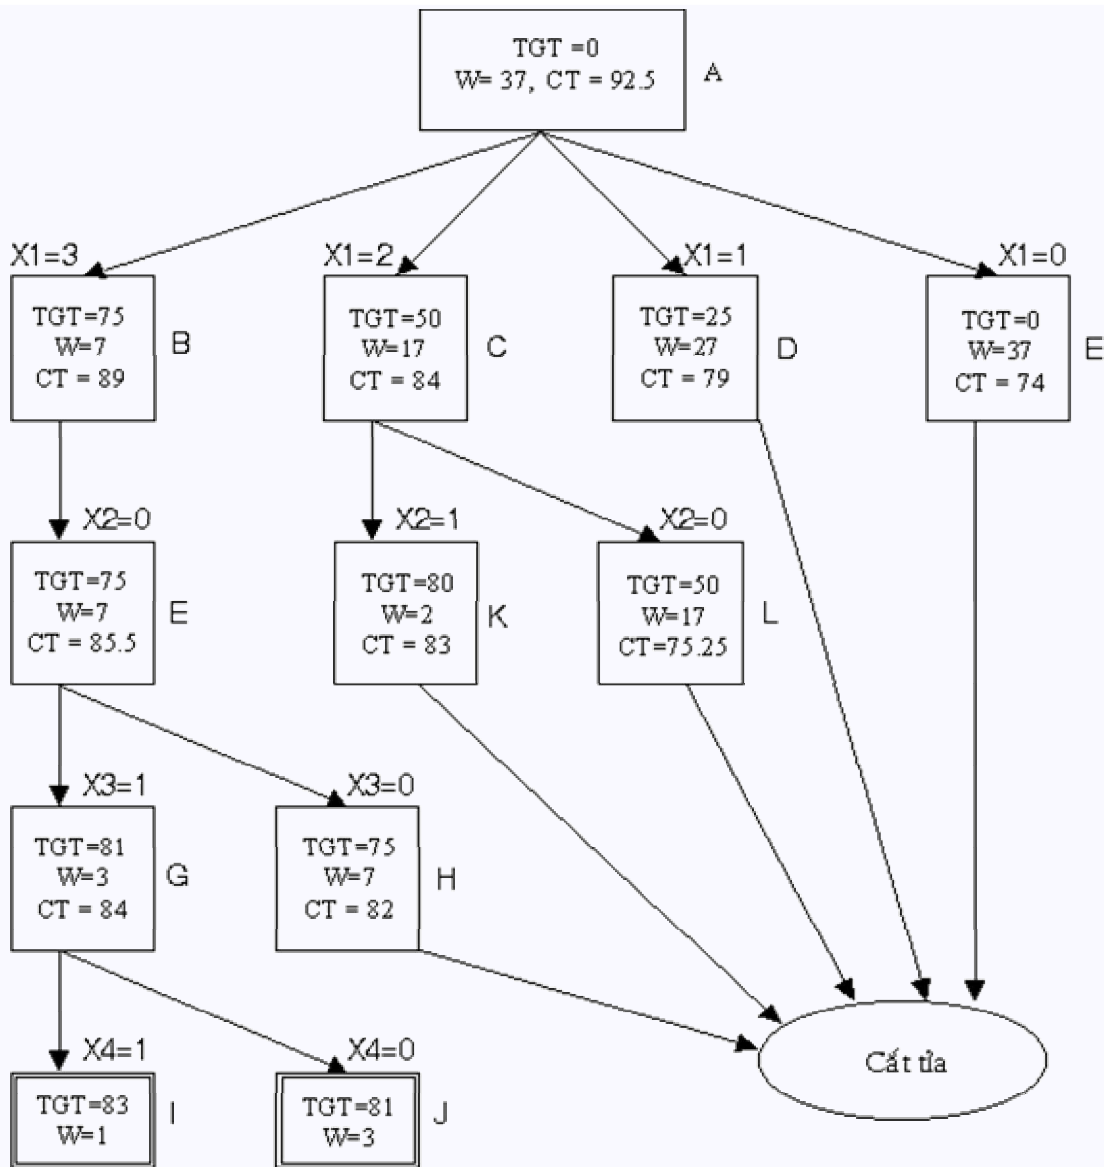 TGT =0
W= 37, CT = 92.5
A
X1=3
X1=2
X1=1
X1=0
TGT=75
W=7
CT = 89
B
TGT=50
W=17
CT = 84
C
TGT=25
W=27
CT = 79
D
TGT=0
W=37
CT = 74
E
X2=0
X2=1
X2=0
TGT=75
W=7
CT = 85.5
E
TGT=80
W=2
CT = 83
K
TGT=50
W=17
CT=75.25
L
X3=1
X3=0
TGT=81
W=3
CT = 84
G
TGT=75
W=7
CT = 82
H
X4=1
X4=0
TGT=83
W=1
I
TGT=81
W=3
J
Cắt tỉa